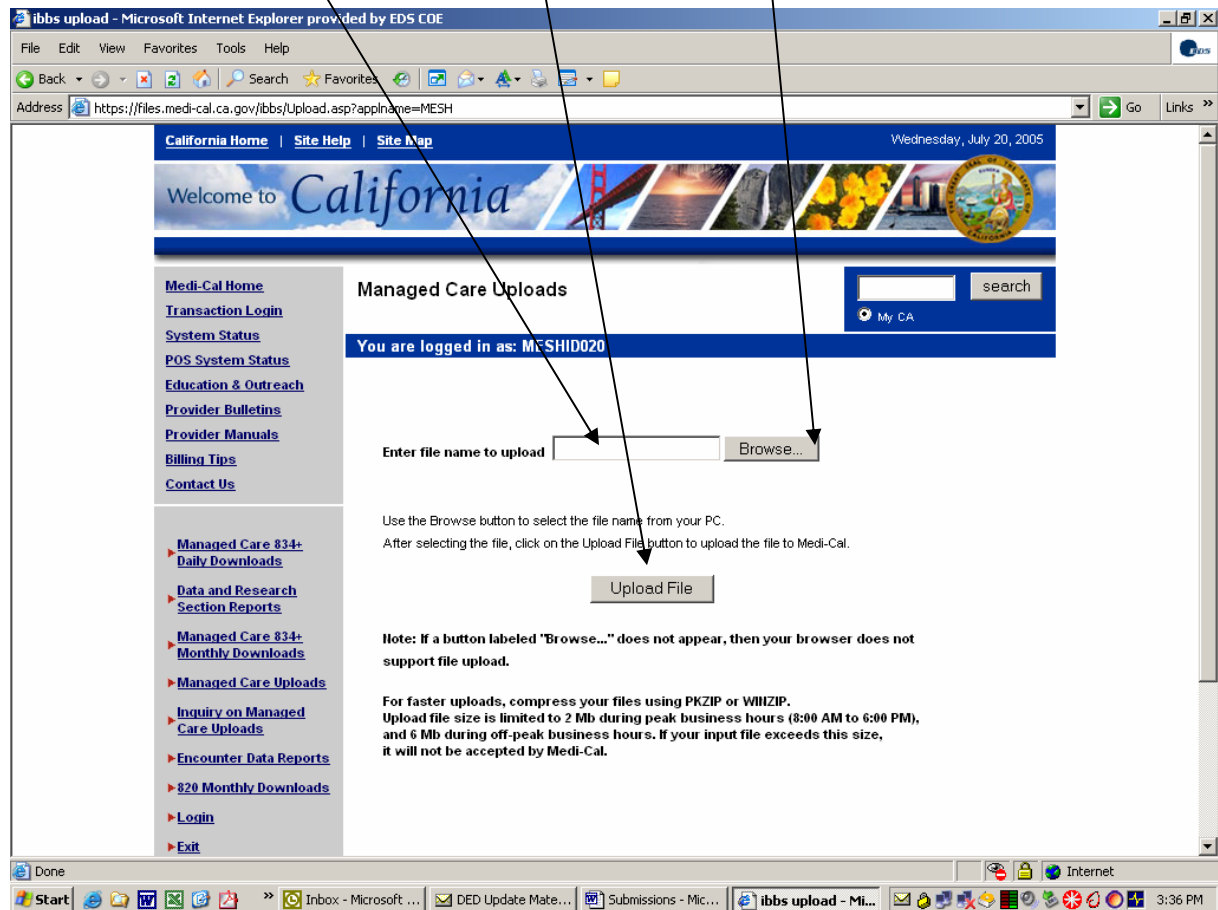 ibbs upload - Microsoft Internet Explorer provided by EDS COE
File Edit View Favorites Tools Help
EDS
Back Search Favorites
Address https://files.medi-cal.ca.gov/ibbs/Upload.asp?applname=MESH Go Links »
California Home | Site Help | Site Map Wednesday, July 20, 2005
Welcome to California
Medi-Cal Home
Transaction Login
System Status
POS System Status
Education & Outreach
Provider Bulletins
Provider Manuals
Billing Tips
Contact Us
Managed Care 834+
Daily Downloads
Data and Research
Section Reports
Managed Care 834+
Monthly Downloads
Managed Care Uploads
Inquiry on Managed
Care Uploads
Encounter Data Reports
820 Monthly Downloads
Login
Exit
Managed Care Uploads
search
My CA
You are logged in as: MESHID020
Enter file name to upload Browse...
Use the Browse button to select the file name from your PC.
After selecting the file, click on the Upload File button to upload the file to Medi-Cal.
Upload File
Note: If a button labeled "Browse..." does not appear, then your browser does not
support file upload.
For faster uploads, compress your files using PKZIP or WINZIP.
Upload file size is limited to 2 Mb during peak business hours (8:00 AM to 6:00 PM),
and 6 Mb during off-peak business hours. If your input file exceeds this size,
it will not be accepted by Medi-Cal.
Done Internet
Start » Inbox - Microsoft ... DED Update Mate... Submissions - Mic... ibbs upload - Mi... 3:36 PM